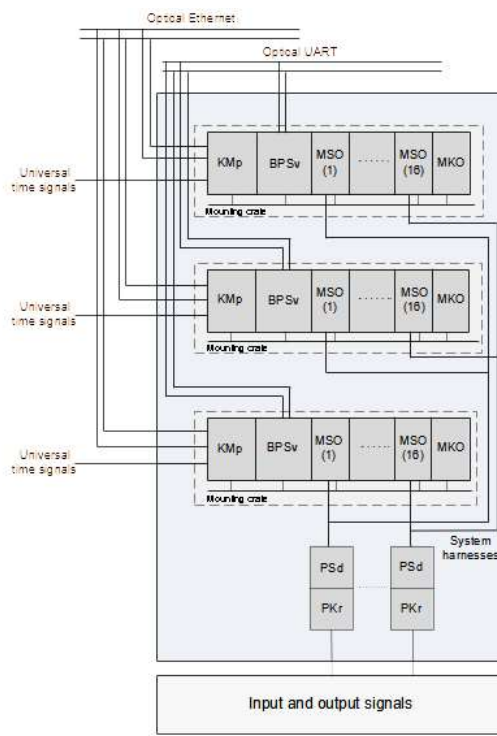 Optical Ethernet
Optical UART
KMp
BPSv
MSO
(1)
......
MSO
(16)
MKO
Universal
time signals
Mounting crate
KMp
BPSv
MSO
(1)
......
MSO
(16)
MKO
Universal
time signals
Mounting crate
KMp
BPSv
MSO
(1)
......
MSO
(16)
MKO
Universal
time signals
Mounting crate
System
harnesses
PSd
PSd
PKr
PKr
Input and output signals